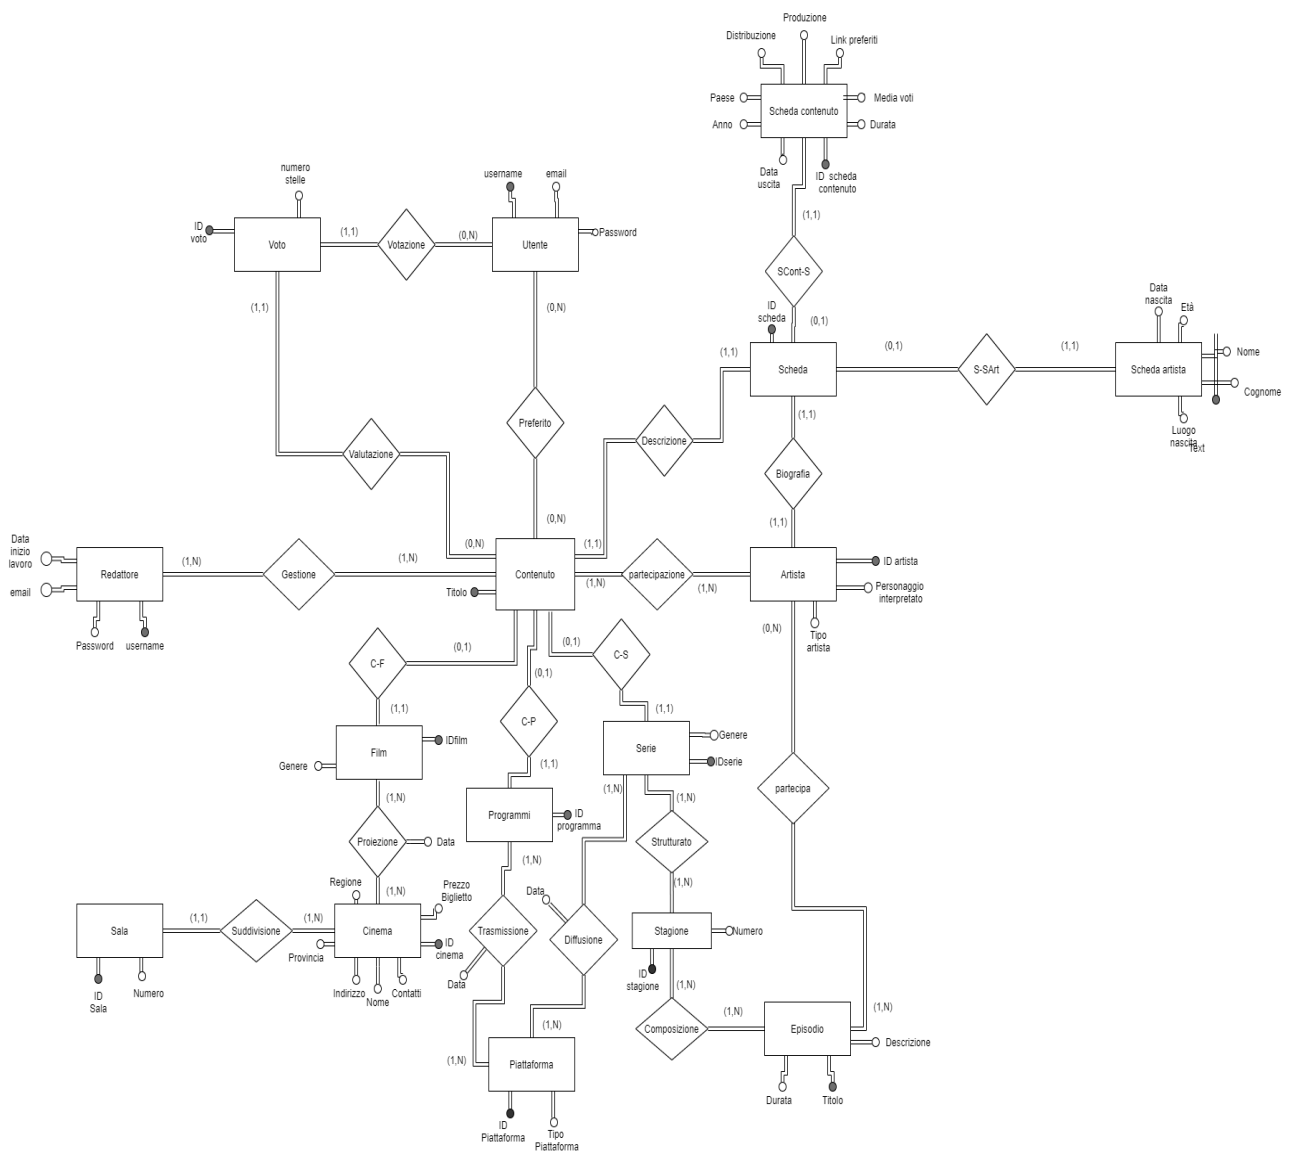 Produzione
Distribuzione
Link preferiti
Paese
Scheda contenuto
Media voti
Anno
Durata
Data
uscita
ID scheda
contenuto
numero
stelle
username
email
ID
voto
Voto
(1,1)
Votazione
(0,N)
Utente
Password
(1,1)
SCont-S
(1,1)
(0,N)
ID
scheda
(0,1)
Data
nascita
Età
(1,1)
Scheda
(0,1)
S-SArt
(1,1)
Scheda artista
Nome
Cognome
Preferito
(1,1)
Luogo
nascita
Text
Valutazione
Descrizione
Biografia
(0,N)
(1,1)
Data
inizio
lavoro
(1,N)
(1,N)
(0,N)
(1,1)
Redattore
Gestione
Contenuto
(1,N)
partecipazione
(1,N)
Artista
ID artista
email
Titolo
Personaggio
interpretato
Password
username
(0,N)
Tipo
artista
C-F
(0,1)
(0,1)
(0,1)
C-S
(1,1)
C-P
(1,1)
Film
IDfilm
Genere
Serie
Genere
IDserie
(1,1)
(1,N)
(1,N)
(1,N)
partecipa
Programmi
ID
programma
Proiezione
Data
Strutturato
(1,N)
Regione
(1,N)
Prezzo
Biglietto
Data
(1,N)
Sala
(1,1)
Suddivisione
(1,N)
Cinema
ID
cinema
Trasmissione
Diffusione
Stagione
Numero
Provincia
Data
ID
stagione
ID
Sala
Numero
Indirizzo
Nome
Contatti
(1,N)
(1,N)
(1,N)
Composizione
(1,N)
Episodio
(1,N)
Descrizione
(1,N)
Piattaforma
Durata
Titolo
ID
Piattaforma
Tipo
Piattaforma